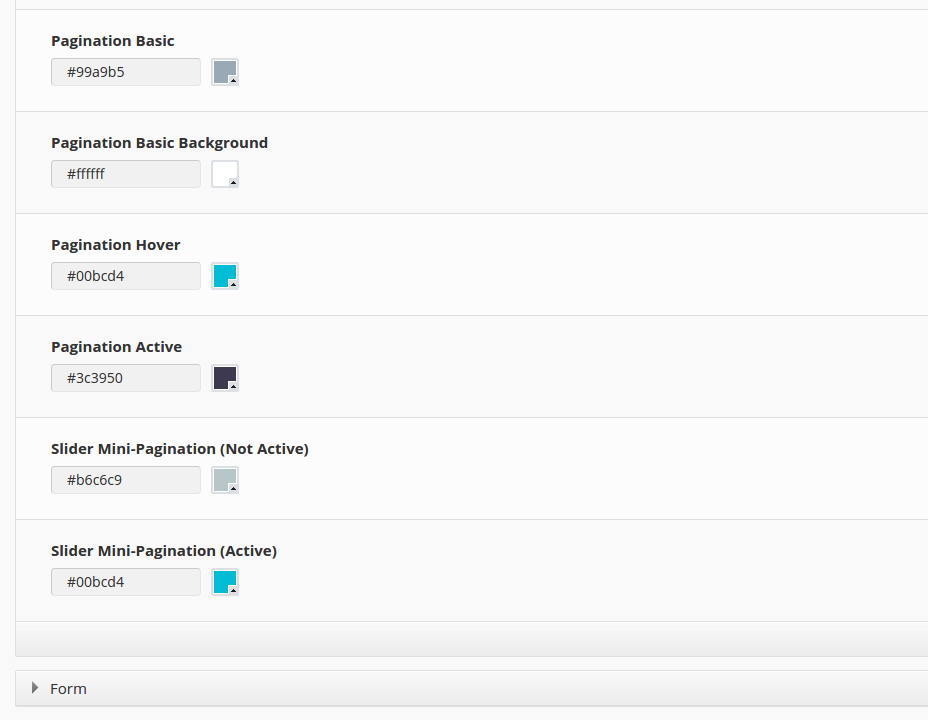 Pagination Basic
#99a9b5
Pagination Basic Background
#ffffff
Pagination Hover
#00bcd4
Pagination Active
#3c3950
Slider Mini-Pagination (Not Active)
#b6c6c9
Slider Mini-Pagination (Active)
#00bcd4
Form